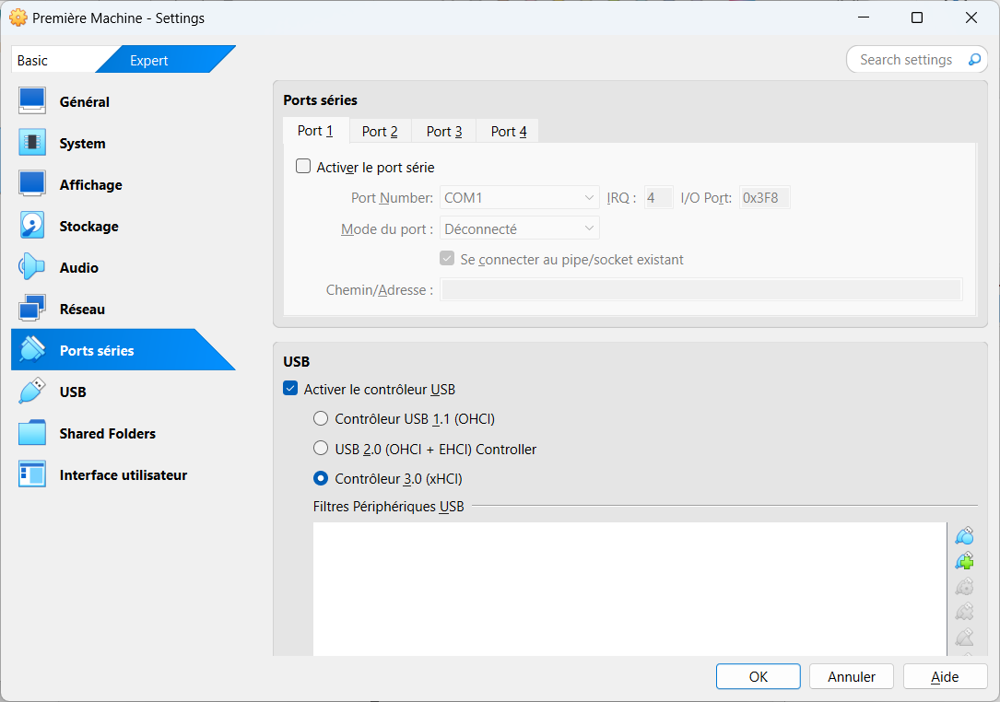 Première Machine - Settings
Basic
Expert
Search settings
Général
System
Affichage
Stockage
Audio
Réseau
Ports séries
USB
Shared Folders
Interface utilisateur
Ports séries
Port 1 Port 2 Port 3 Port 4
Activer le port série
Port Number: COM1 IRQ : 4 I/O Port: 0x3F8
Mode du port : Déconnecté
Se connecter au pipe/socket existant
Chemin/Adresse :
USB
Activer le contrôleur USB
Contrôleur USB 1.1 (OHCI)
USB 2.0 (OHCI + EHCI) Controller
Contrôleur 3.0 (xHCI)
Filtres Périphériques USB
OK Annuler Aide